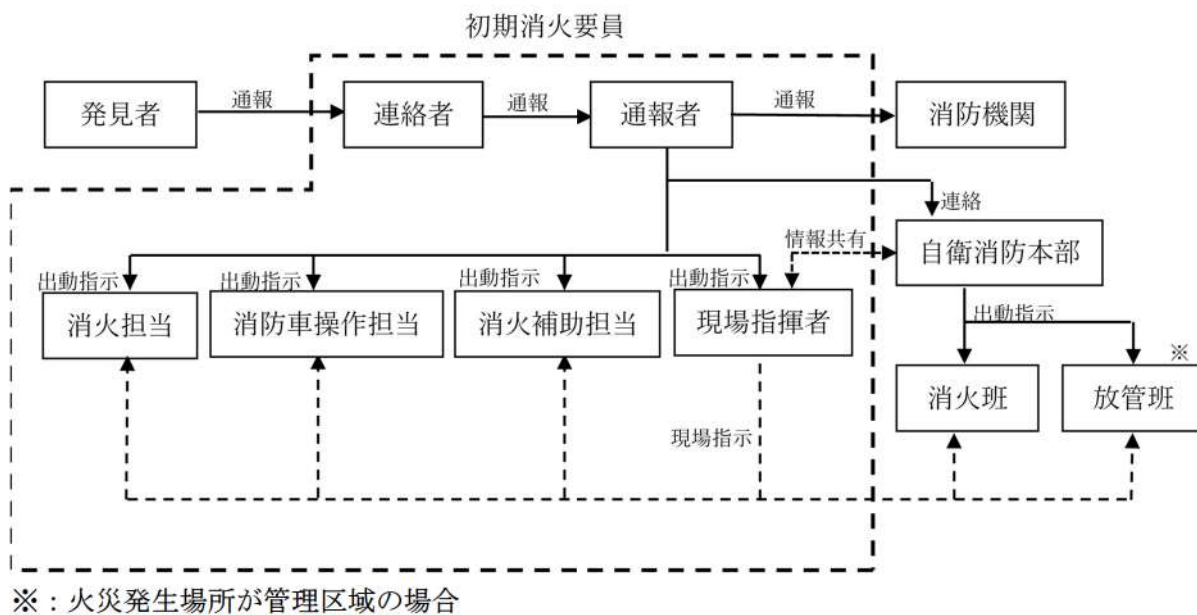 初期消火要員
発見者
通報
連絡者
通報
通報者
通報
消防機関
連絡
情報共有
自衛消防本部
出動指示
出動指示
出動指示
出動指示
消火担当
消防車操作担当
消火補助担当
現場指揮者
出動指示
※
消火班
放管班
現場指示
※：火災発生場所が管理区域の場合